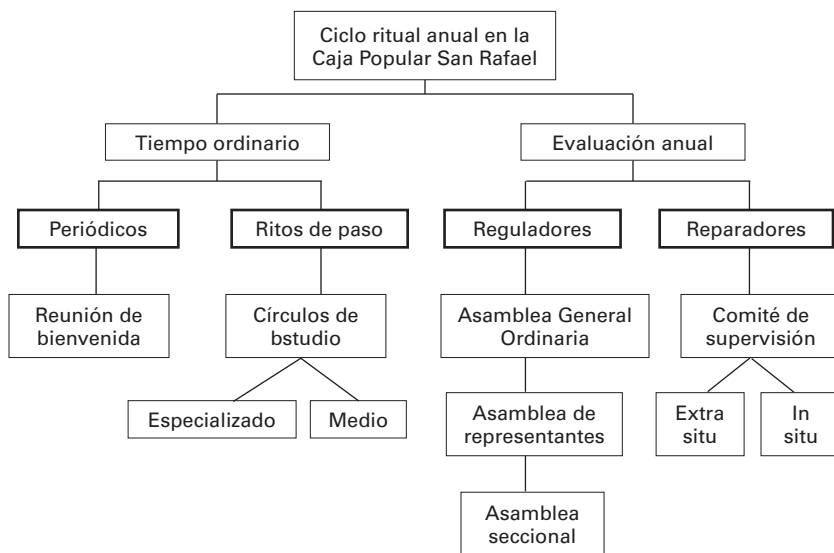 Ciclo ritual anual en la
Caja Popular San Rafael
Tiempo ordinario
Evaluación anual
Periódicos
Ritos de paso
Reguladores
Reparadores
Reunión de
bienvenida
Círculos de
bstudio
Asamblea General
Ordinaria
Comité de
supervisión
Especializado
Medio
Asamblea de
representantes
Extra
situ
In
situ
Asamblea
seccional